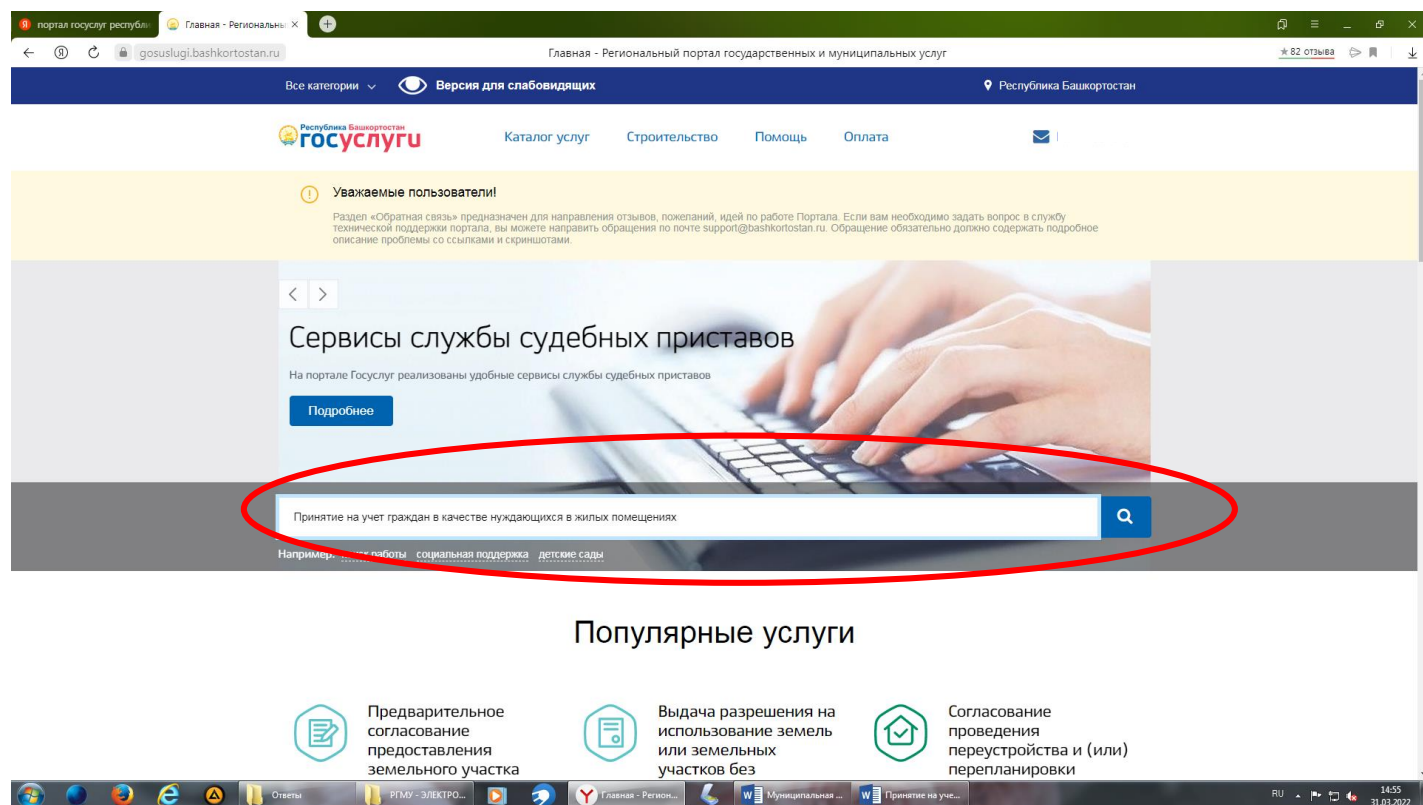 портал госуслуг республи
Главная - Региональны
gosuslugi.bashkortostan.ru
Главная - Региональный портал государственных и муниципальных услуг
82 отзыва
Все категории
Версия для слабовидящих
Республика Башкортостан
Республика Башкортостан
госуслуги
Каталог услуг
Строительство
Помощь
Оплата
Уважаемые пользователи!
Раздел «Обратная связь» предназначен для направления отзывов, пожеланий, идей по работе Портала. Если вам необходимо задать вопрос в службу
технической поддержки портала, вы можете направить обращения по почте support@bashkortostan.ru. Обращение обязательно должно содержать подробное
описание проблемы со ссылками и скриншотами.
Сервисы службы судебных приставов
На портале Госуслуг реализованы удобные сервисы службы судебных приставов
Подробнее
Принятие на учет граждан в качестве нуждающихся в жилых помещениях
Например: работы социальная поддержка детские сады
Популярные услуги
Предварительное
согласование
предоставления
земельного участка
Выдача разрешения на
использование земель
или земельных
участков без
Согласование
проведения
переустройства и (или)
перепланировки
Ответы
РГМУ - ЭЛЕКТРО...
Главная - Регион...
Муниципальная ...
Принятие на уче...
RU
14:55
31.03.2022